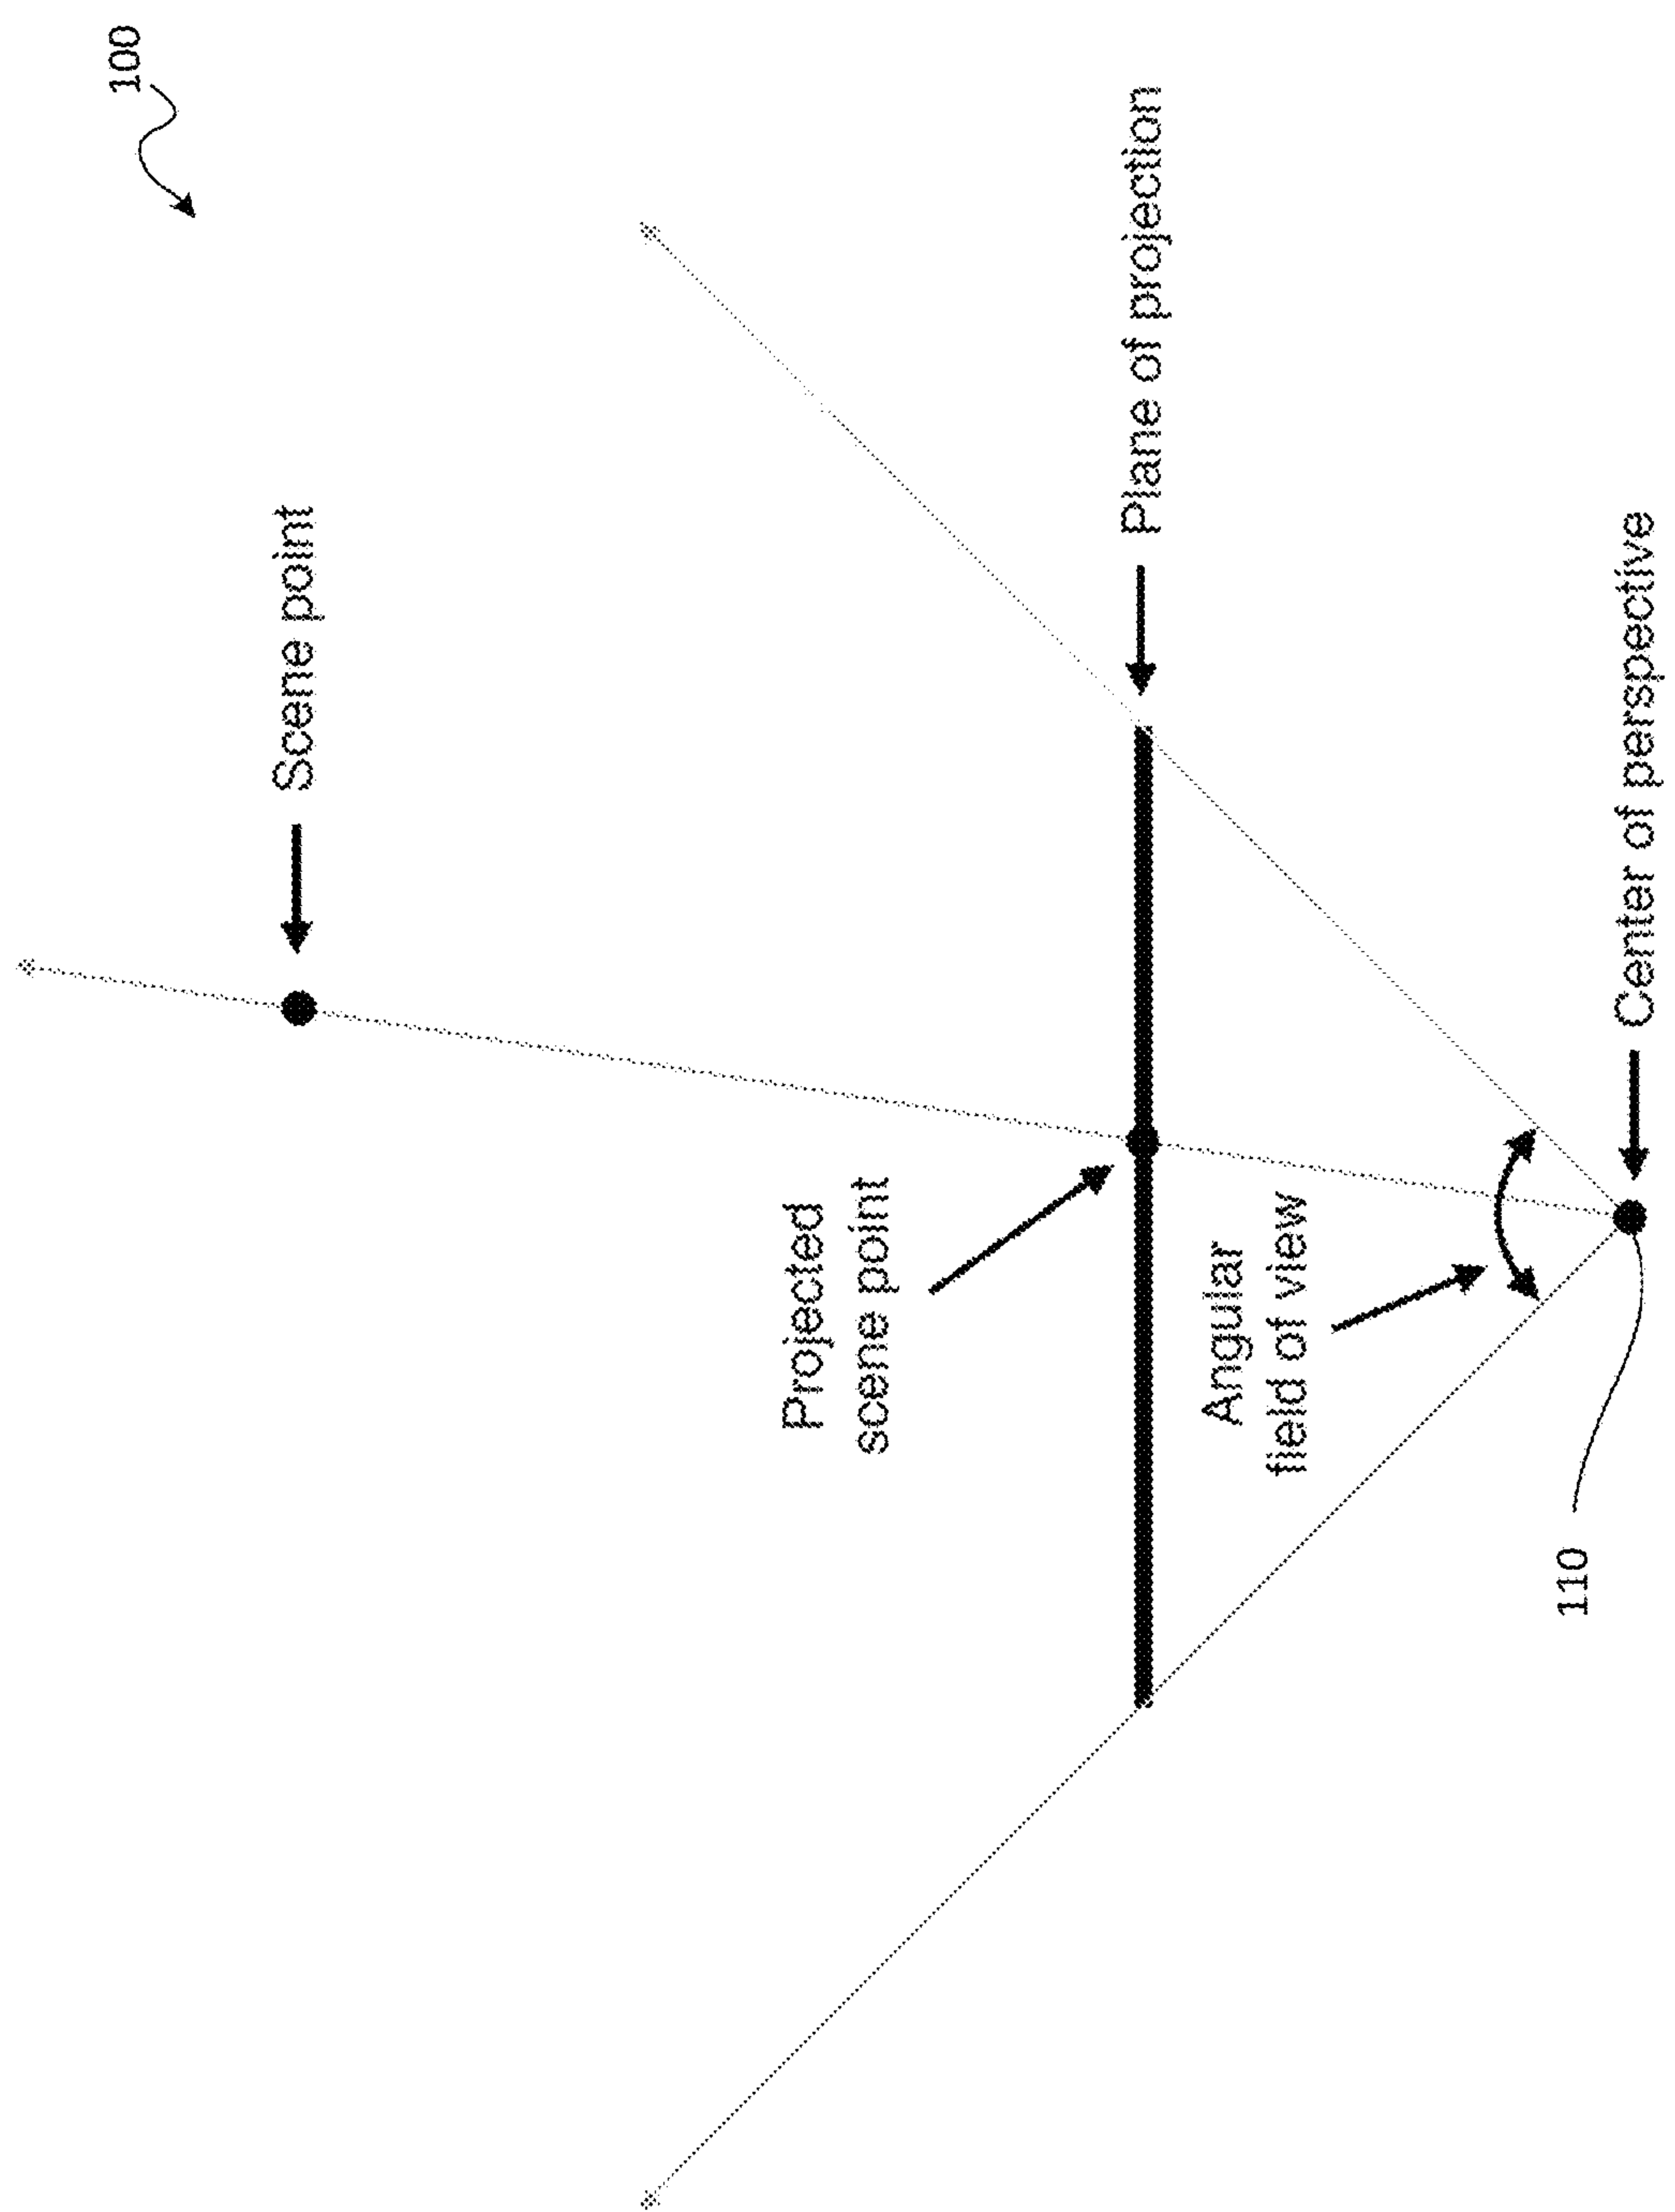 100
Scene point
Projected
scene point
Plane of projection
Angular
field of view
110
Center of perspective